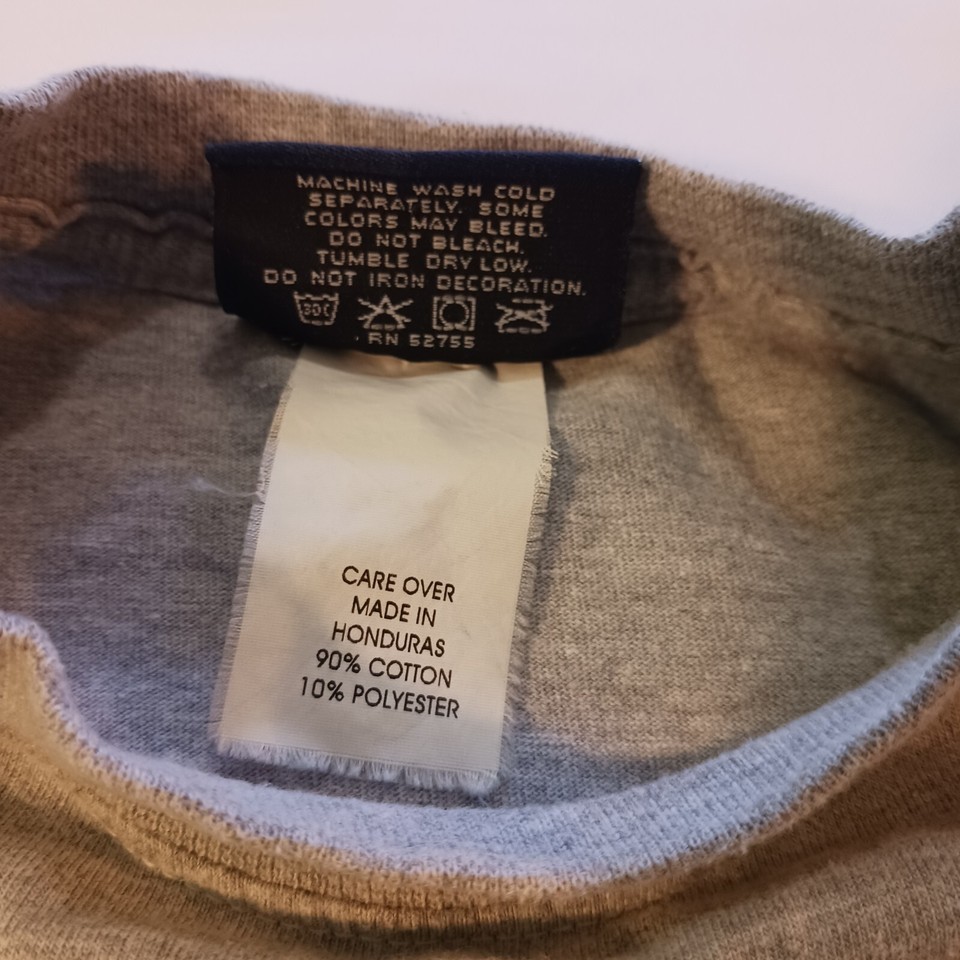 MACHINE WASH COLD
SEPARATELY. SOME
COLORS MAY BLEED.
DO NOT BLEACH.
TUMBLE DRY LOW.
DO NOT IRON DECORATION.
30C
RN 52755
CARE OVER
MADE IN
HONDURAS
90% COTTON
10% POLYESTER